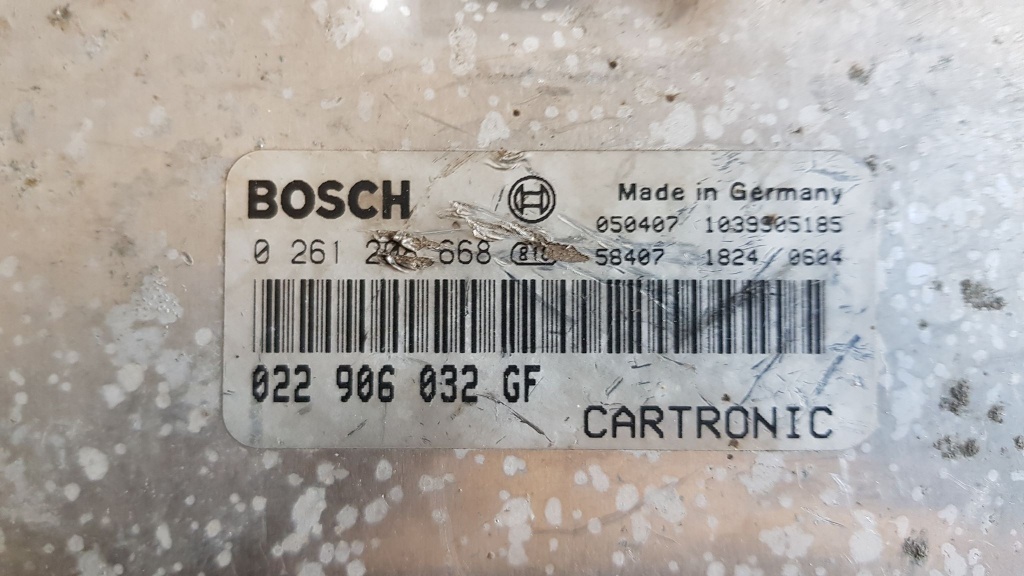 BOSCH
Made in Germany
050407 1039S05185
0 261 668
58407 1824 0604
022 906 032 GF
CARTRONIC